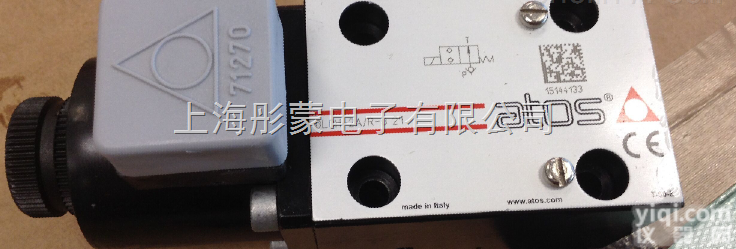 71270
T
P
15144133
atos®
上海彤蒙电子有限公司
CE
made in Italy
www.atos.com
yiqi.com